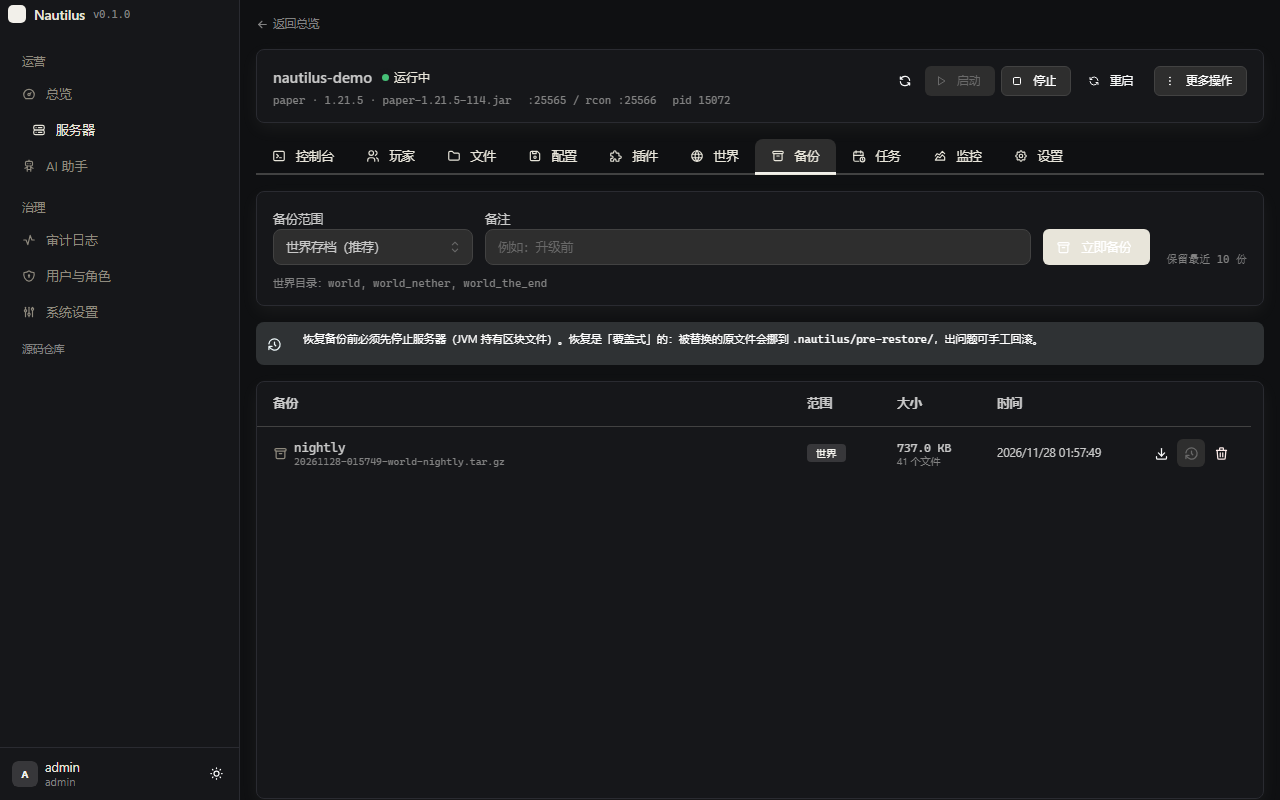 Nautilus v0.1.0
运营
总览
服务器
AI 助手
治理
审计日志
用户与角色
系统设置
源码仓库
A
admin
admin
← 返回总览
nautilus-demo 运行中
paper · 1.21.5 · paper-1.21.5-114.jar :25565 / rcon :25566 pid 15072
启动 停止 重启 更多操作
控制台 玩家 文件 配置 插件 世界 备份 任务 监控 设置
备份范围 备注
世界存档（推荐） 例如：升级前 立即备份 保留最近 10 份
世界目录：world, world_nether, world_the_end
恢复备份前必须先停止服务器（JVM 持有区块文件）。恢复是「覆盖式」的：被替换的原文件会挪到 .nautilus/pre-restore/，出问题可手工回滚。
备份 范围 大小 时间
nightly 世界 737.0 KB 2026/11/28 01:57:49
20261128-015749-world-nightly.tar.gz 41 个文件